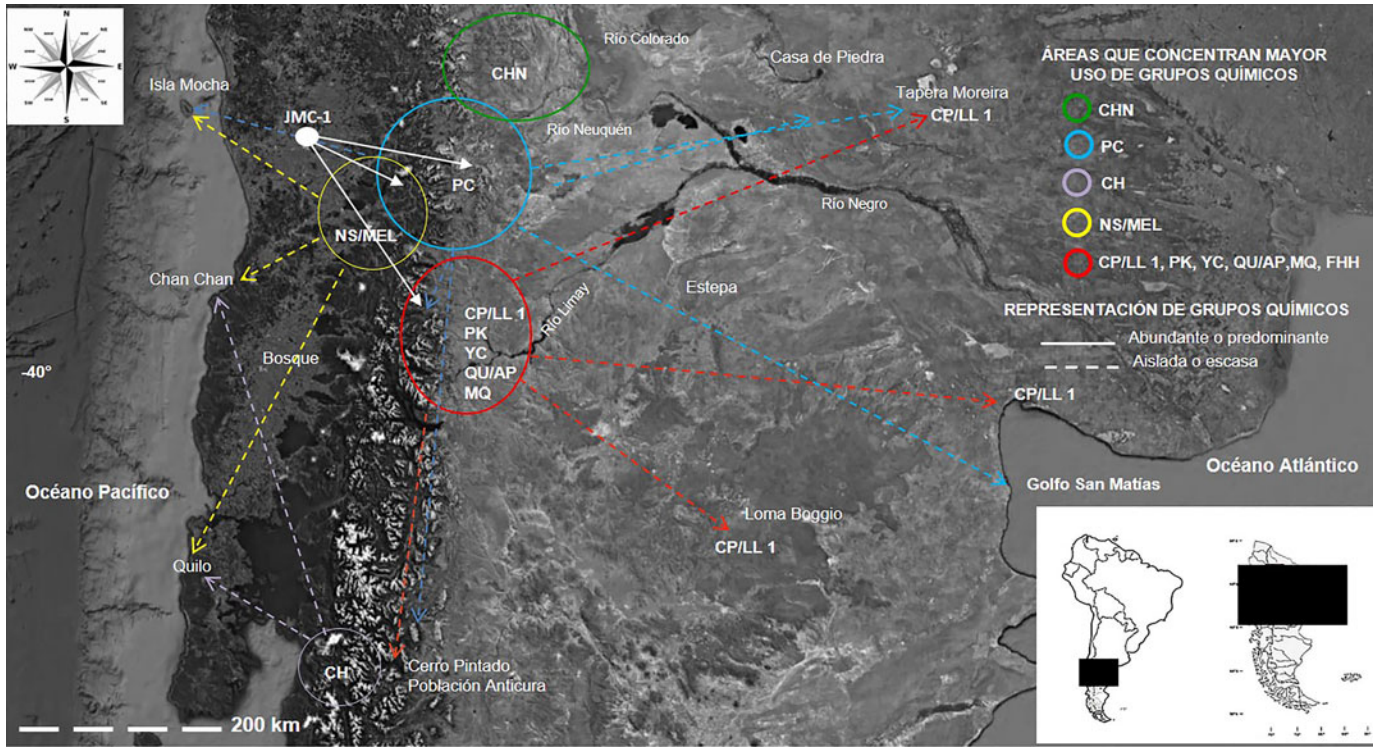 N
W
E
S
Río Colorado
CHN
Casa de Piedra
ÁREAS QUE CONCENTRAN MAYOR
USO DE GRUPOS QUÍMICOS
CHN
PC
CH
NS/MEL
CP/LL 1, PK, YC, QU/AP,MQ, FHH
REPRESENTACIÓN DE GRUPOS QUÍMICOS
Abundante o predominante
Aislada o escasa
Isla Mocha
JMC-1
Tapera Moreira
CP/LL 1
Río Neuquén
PC
Río Negro
NS/MEL
Chan Chan
Estepa
Río Limay
CP/LL 1
PK
YC
QU/AP
MQ
Bosque
-40°
CP/LL 1
Océano Atlántico
Océano Pacífico
Golfo San Matías
Loma Boggio
CP/LL 1
Quilo
CH
Cerro Pintado
Población Anticura
200 km